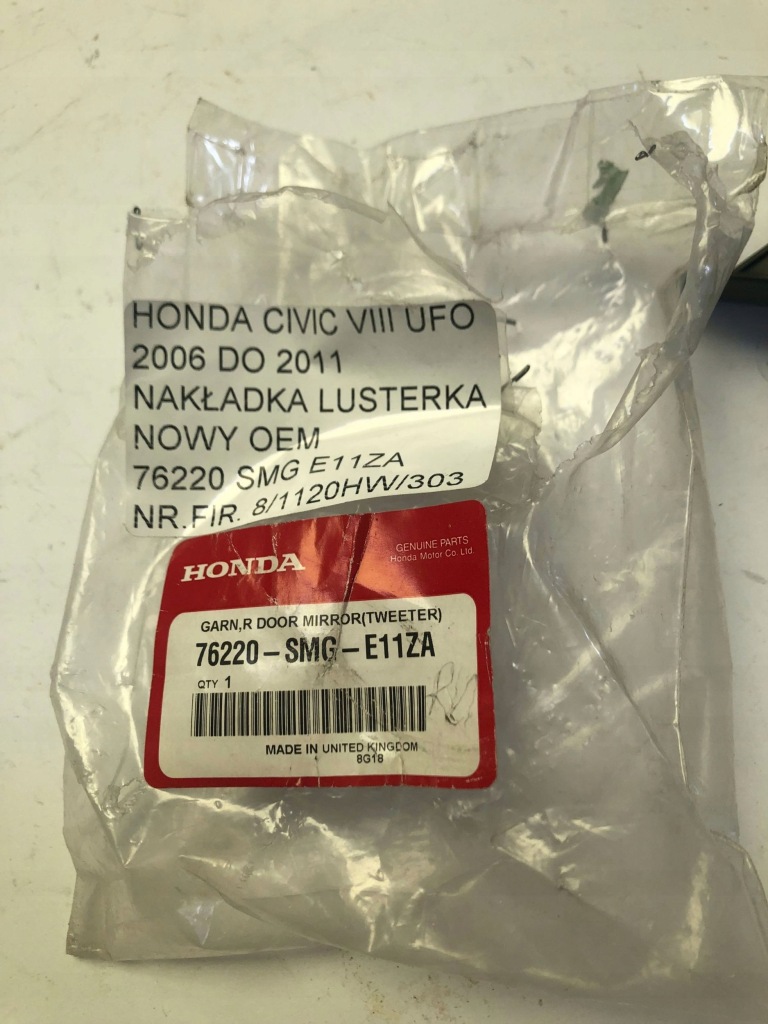 HONDA CIVIC VIII UFO
2006 DO 2011
NAKŁADKA LUSTERKA
NOWY OEM
76220 SMG E11ZA
NR.FIR. 8/1120HW/303
HONDA
GENUINE PARTS
Honda Motor Co. Ltd.
GARN,R DOOR MIRROR(TWEETER)
76220-SMG-E11ZA
QTY 1
MADE IN UNITED KINGDOM
8G18